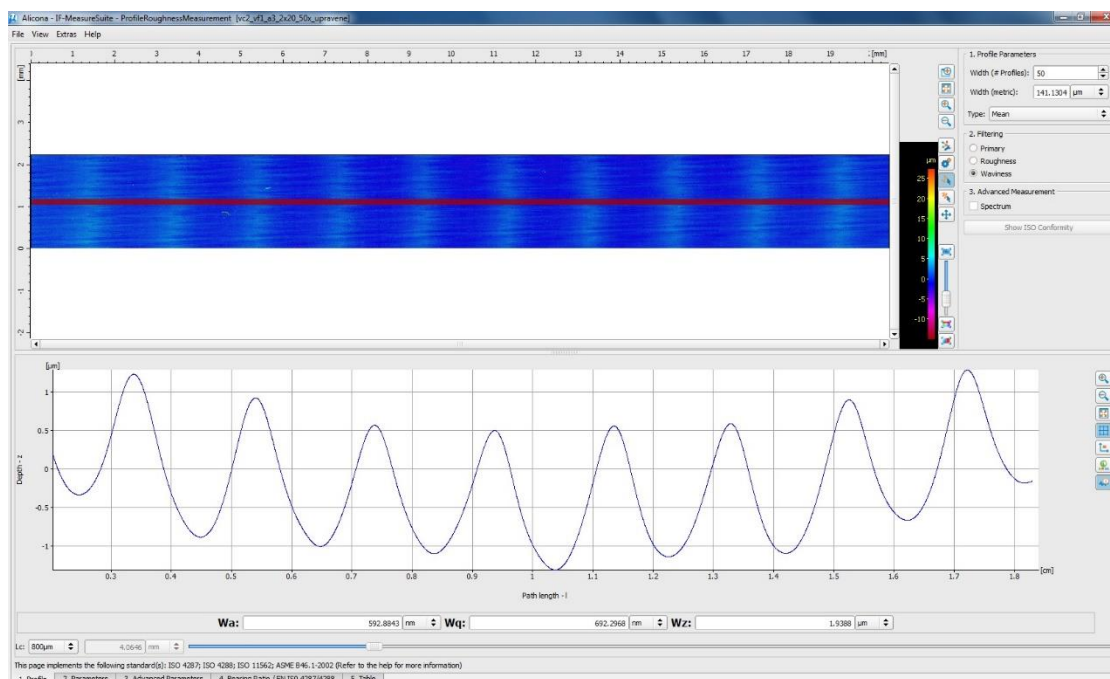 Alicona - IF-MeasureSuite - ProfileRoughnessMeasurement [vc2_vf1_a3_2x20_50x_upravene]
File View Extras Help
1 2 3 4 5 6 7 8 9 10 11 12 13 14 15 16 17 18 19 [mm]
[mm]
3
2
1
0
-1
-2
µm
25
20
15
10
5
0
-5
-10
1. Profile Parameters
Width (# Profiles): 50
Width (metric): 141.1304 µm
Type: Mean
2. Filtering
Primary
Roughness
Waviness
3. Advanced Measurement
Spectrum
Show ISO Conformity
[µm]
1
0.5
0
-0.5
-1
Depth - z
0.3 0.4 0.5 0.6 0.7 0.8 0.9 1 1.1 1.2 1.3 1.4 1.5 1.6 1.7 1.8 [cm]
Path length - l
Wa: 592.8843 nm Wq: 692.2968 nm Wz: 1.9388 µm
Lc: 800µm 4.0646 mm
This page implements the following standard(s): ISO 4287; ISO 4288; ISO 11562; ASME B46.1-2002 (Refer to the help for more information)
1. Profile 2. Parameters 3. Advanced Parameters 4. Bearing Ratio / EN ISO 4287/4288 5. Table